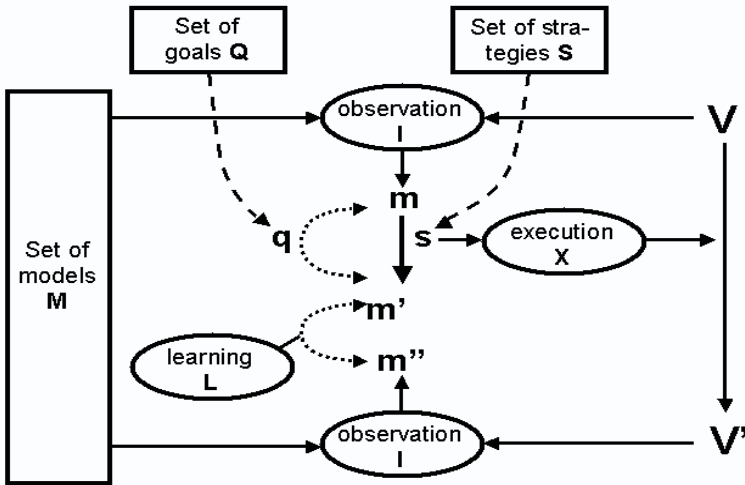 Set of
goals Q
Set of stra-
tegies S
observation
I
V
m
Set of
models
M
q
s
execution
X
m'
learning
L
m''
observation
I
V'